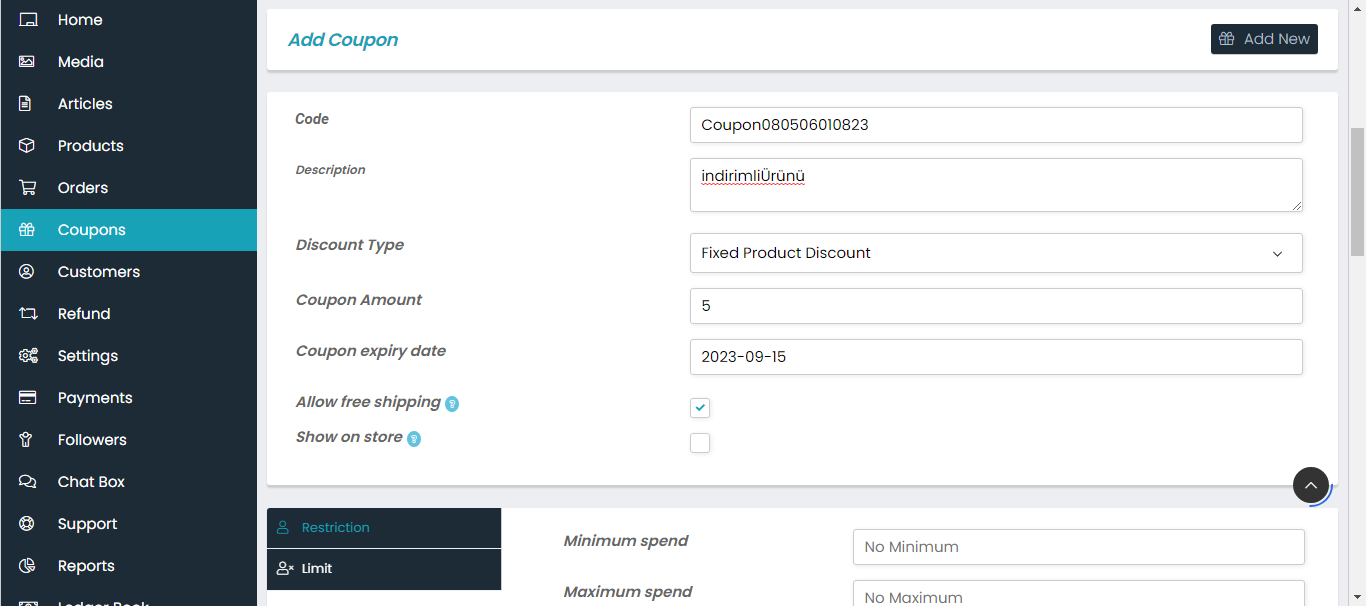 Home
Media
Articles
Products
Orders
Coupons
Customers
Refund
Settings
Payments
Followers
Chat Box
Support
Reports
Ledger Book
Add Coupon
Add New
Code
Coupon080506010823
Description
indirimliÜrünü
Discount Type
Fixed Product Discount
Coupon Amount
5
Coupon expiry date
2023-09-15
Allow free shipping
Show on store
Restriction
Limit
Minimum spend
No Minimum
Maximum spend
No Maximum